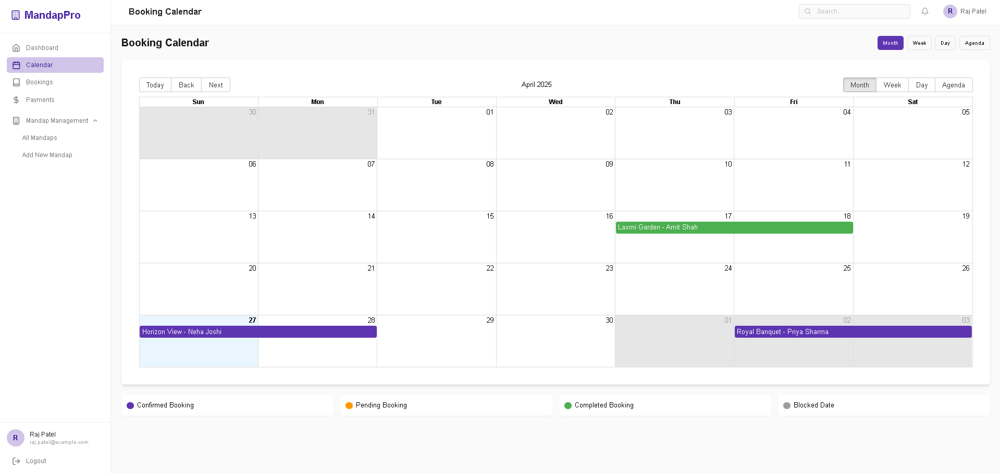 MandapPro
Booking Calendar
Search...
R
Raj Patel
Dashboard
Calendar
Bookings
Payments
Mandap Management
All Mandaps
Add New Mandap
Booking Calendar
Month
Week
Day
Agenda
Today
Back
Next
April 2025
Month
Week
Day
Agenda
Sun Mon Tue Wed Thu Fri Sat
30 31 01 02 03 04 05
06 07 08 09 10 11 12
13 14 15 16 17 18 19
Laxmi Garden - Amit Shah
20 21 22 23 24 25 26
27 28 29 30 01 02 03
Horizon View - Neha Joshi
Royal Banquet - Priya Sharma
Confirmed Booking
Pending Booking
Completed Booking
Blocked Date
R
Raj Patel
raj.patel@example.com
Logout